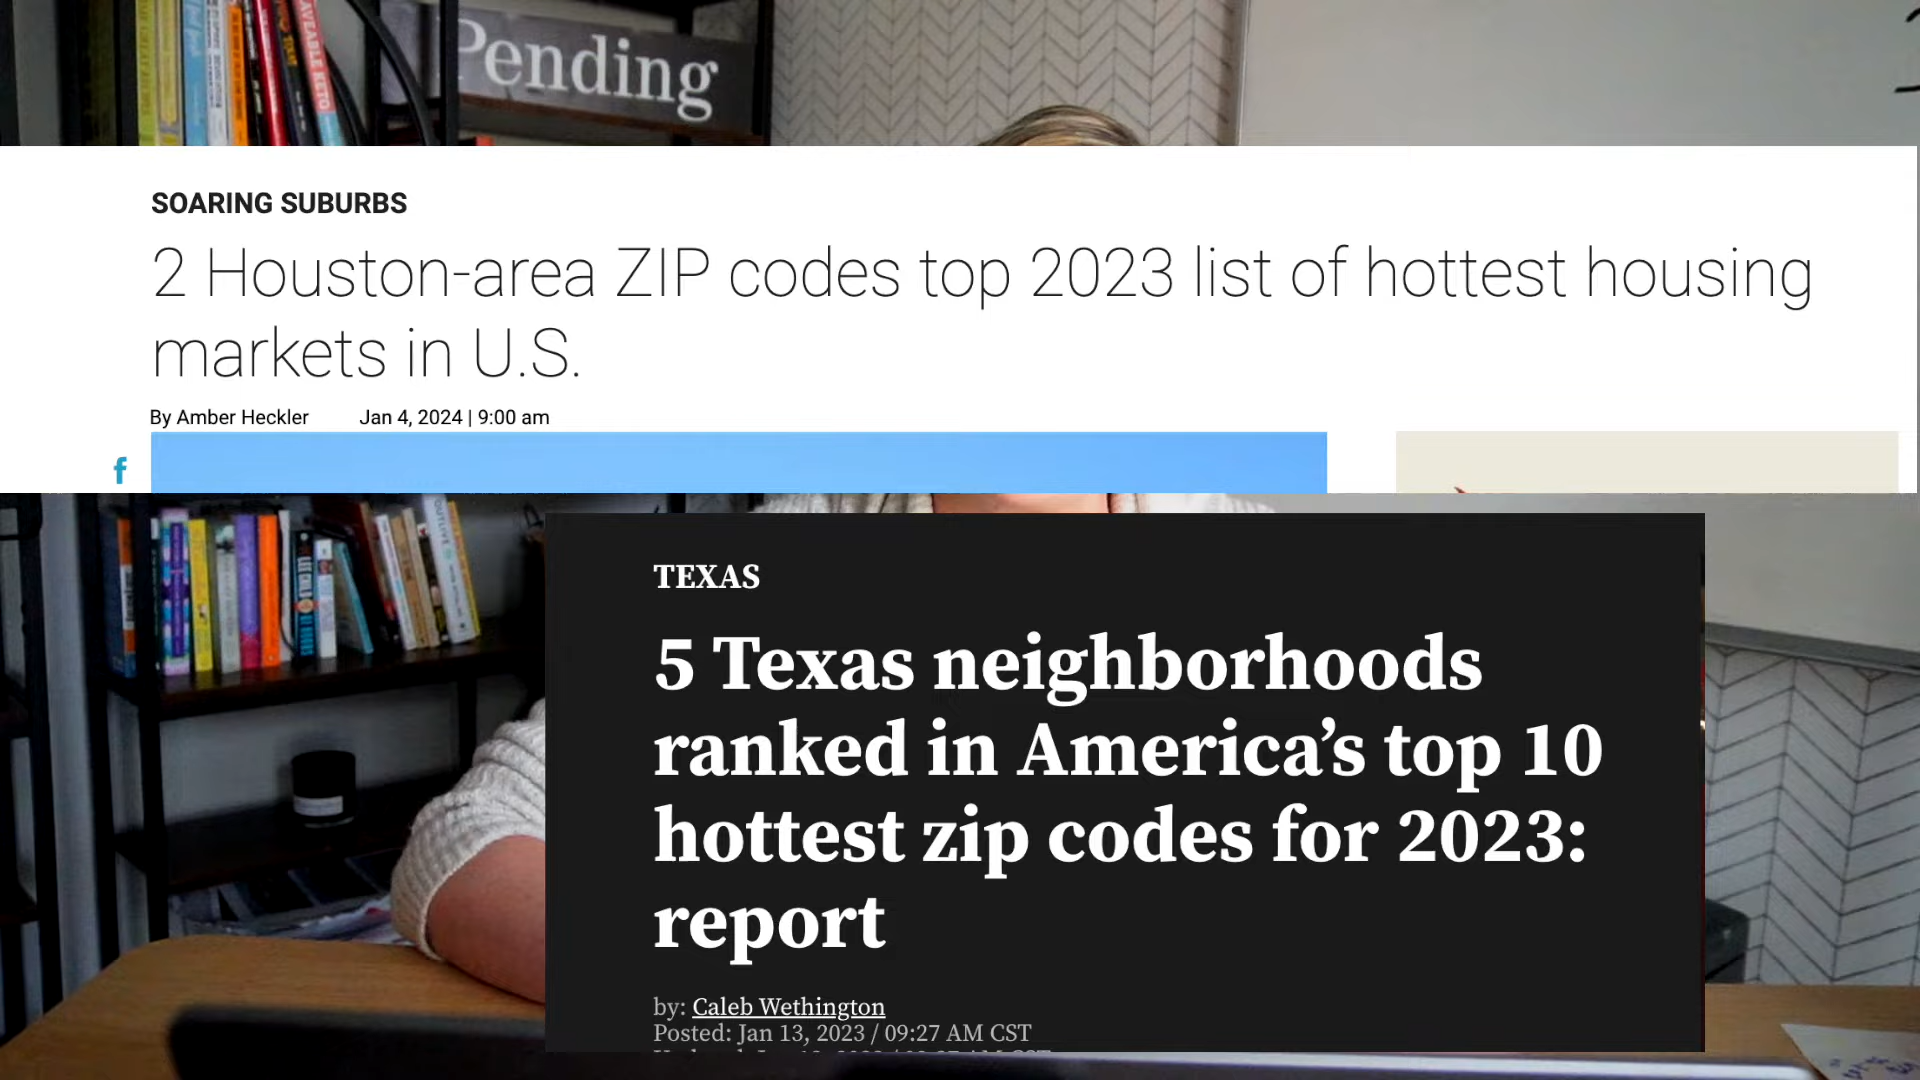 Pending
SOARING SUBURBS
2 Houston-area ZIP codes top 2023 list of hottest housing
markets in U.S.
By Amber Heckler Jan 4, 2024 | 9:00 am
f
TEXAS
5 Texas neighborhoods
ranked in America’s top 10
hottest zip codes for 2023:
report
by: Caleb Wethington
Posted: Jan 13, 2023 / 09:27 AM CST